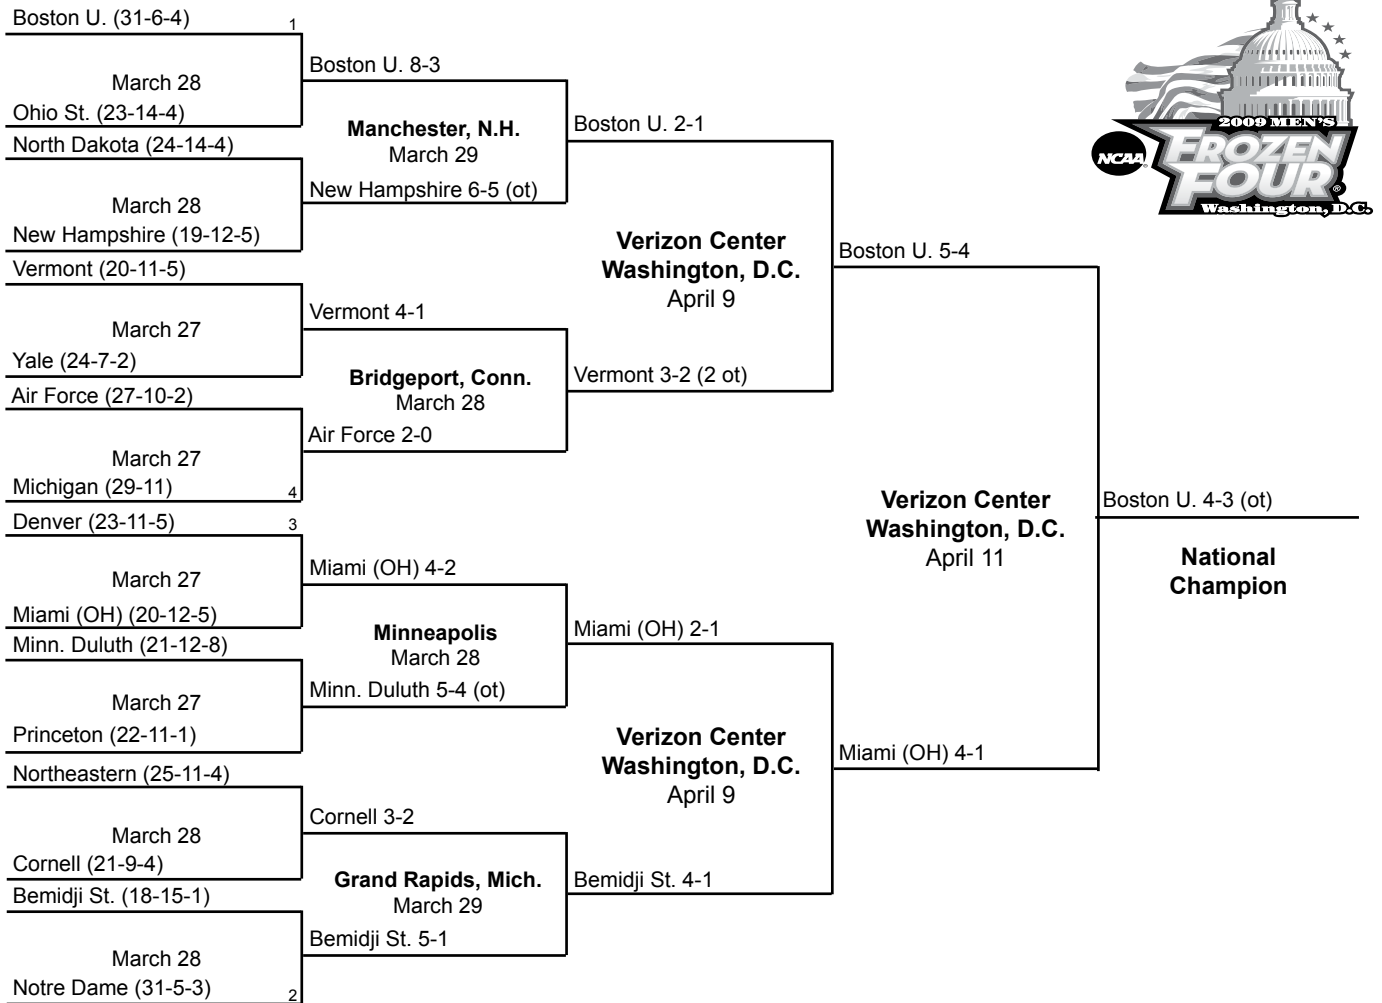 Boston U. (31-6-4)
1
March 28
Ohio St. (23-14-4)
North Dakota (24-14-4)
March 28
New Hampshire (19-12-5)
Vermont (20-11-5)
March 27
Yale (24-7-2)
Air Force (27-10-2)
March 27
Michigan (29-11)
4
Denver (23-11-5)
3
March 27
Miami (OH) (20-12-5)
Minn. Duluth (21-12-8)
March 27
Princeton (22-11-1)
Northeastern (25-11-4)
March 28
Cornell (21-9-4)
Bemidji St. (18-15-1)
March 28
Notre Dame (31-5-3)
2
Boston U. 8-3
Manchester, N.H.
March 29
New Hampshire 6-5 (ot)
Vermont 4-1
Bridgeport, Conn.
March 28
Air Force 2-0
Miami (OH) 4-2
Minneapolis
March 28
Minn. Duluth 5-4 (ot)
Cornell 3-2
Grand Rapids, Mich.
March 29
Bemidji St. 5-1
Boston U. 2-1
Verizon Center
Washington, D.C.
April 9
Vermont 3-2 (2 ot)
Miami (OH) 2-1
Verizon Center
Washington, D.C.
April 9
Bemidji St. 4-1
Boston U. 5-4
Verizon Center
Washington, D.C.
April 11
Miami (OH) 4-1
Boston U. 4-3 (ot)
National
Champion
2009 MEN'S
NCAA
FROZEN
FOUR®
Washington, D.C.